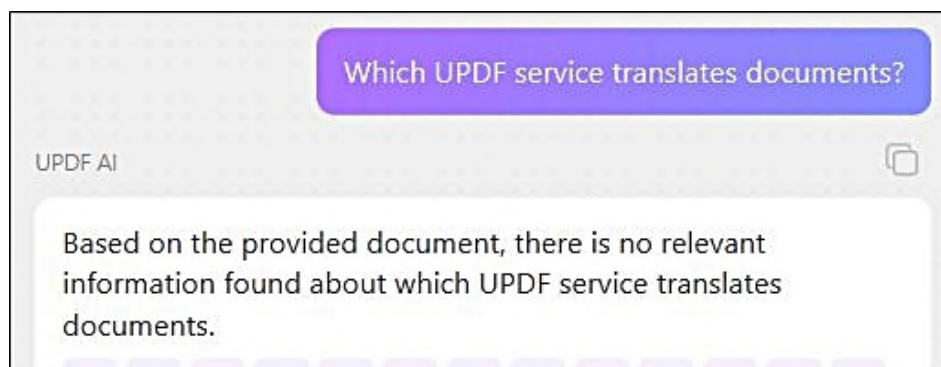 Which UPDF service translates documents?
UPDF AI
Based on the provided document, there is no relevant
information found about which UPDF service translates
documents.